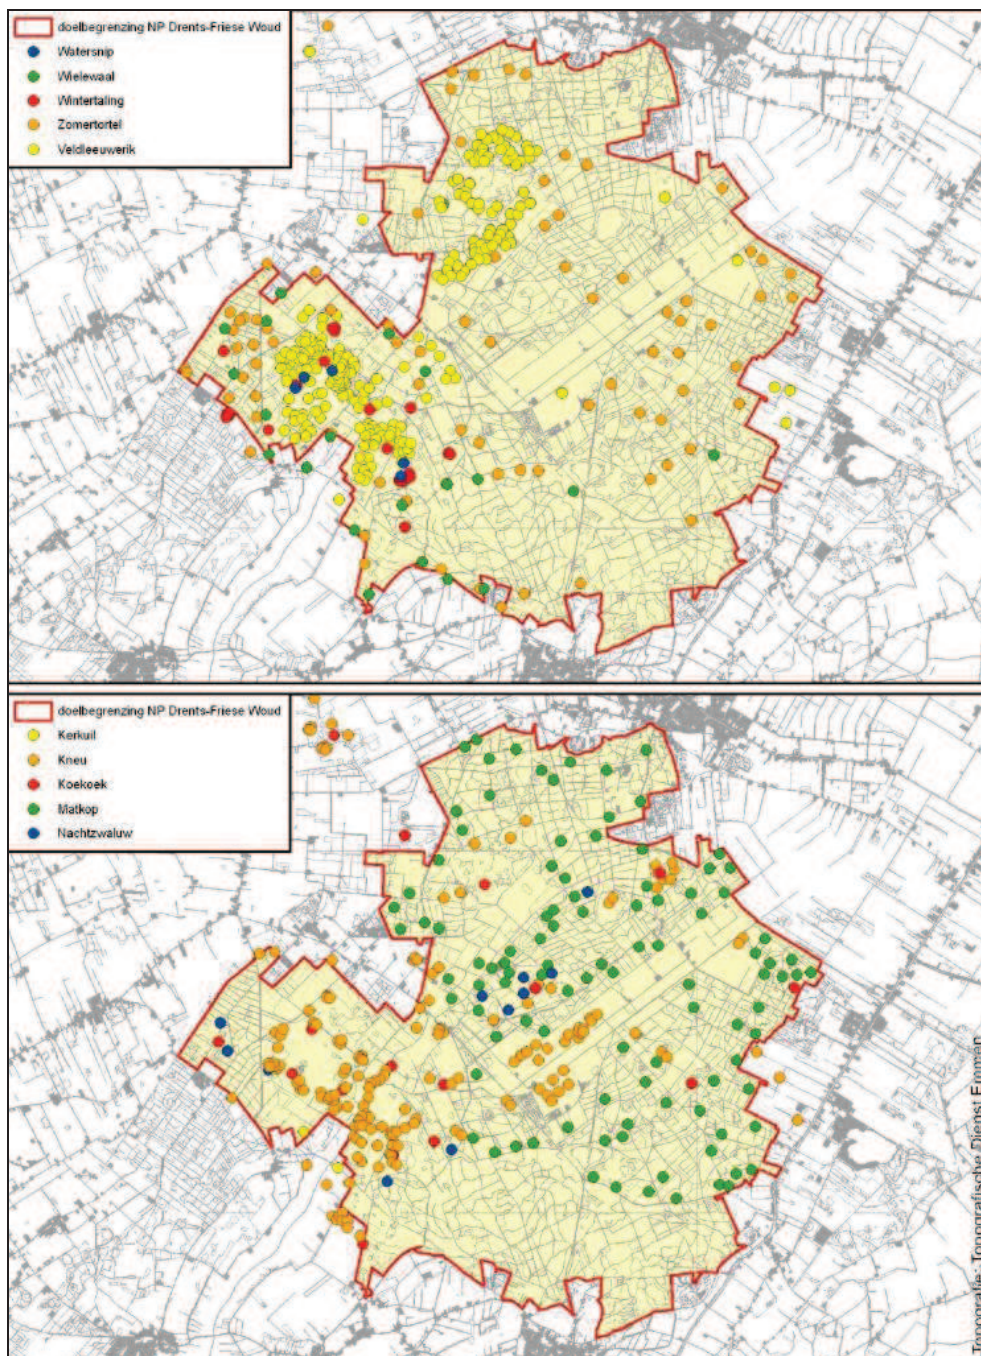 doelbegrenzing NP Drents-Friese Woud
Watersnip
Wielewaal
Wintertaling
Zomertortel
Veldleeuwerik
doelbegrenzing NP Drents-Friese Woud
Kerkuil
Kneu
Koekoek
Matkop
Nachtzwaluw
Topografie: Topografische Dienst Emmen